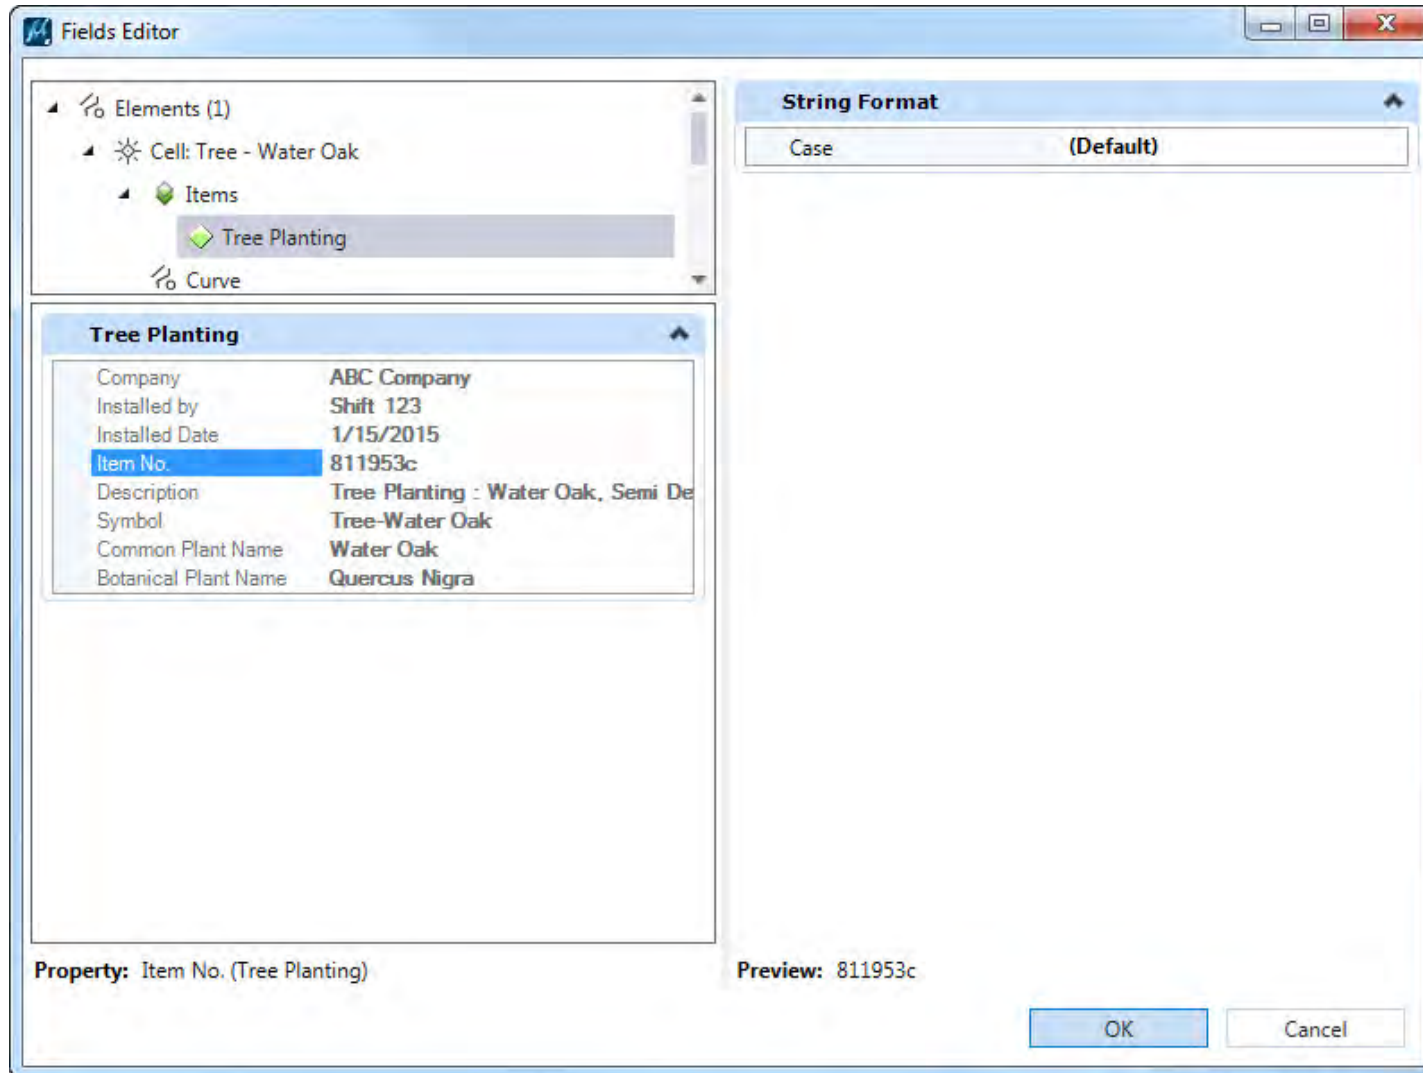 Fields Editor
Elements (1)
Cell: Tree - Water Oak
Items
Tree Planting
Curve
Tree Planting
Company ABC Company
Installed by Shift 123
Installed Date 1/15/2015
Item No. 811953c
Description Tree Planting : Water Oak, Semi De
Symbol Tree-Water Oak
Common Plant Name Water Oak
Botanical Plant Name Quercus Nigra
Property: Item No. (Tree Planting)
String Format
Case (Default)
Preview: 811953c
OK Cancel